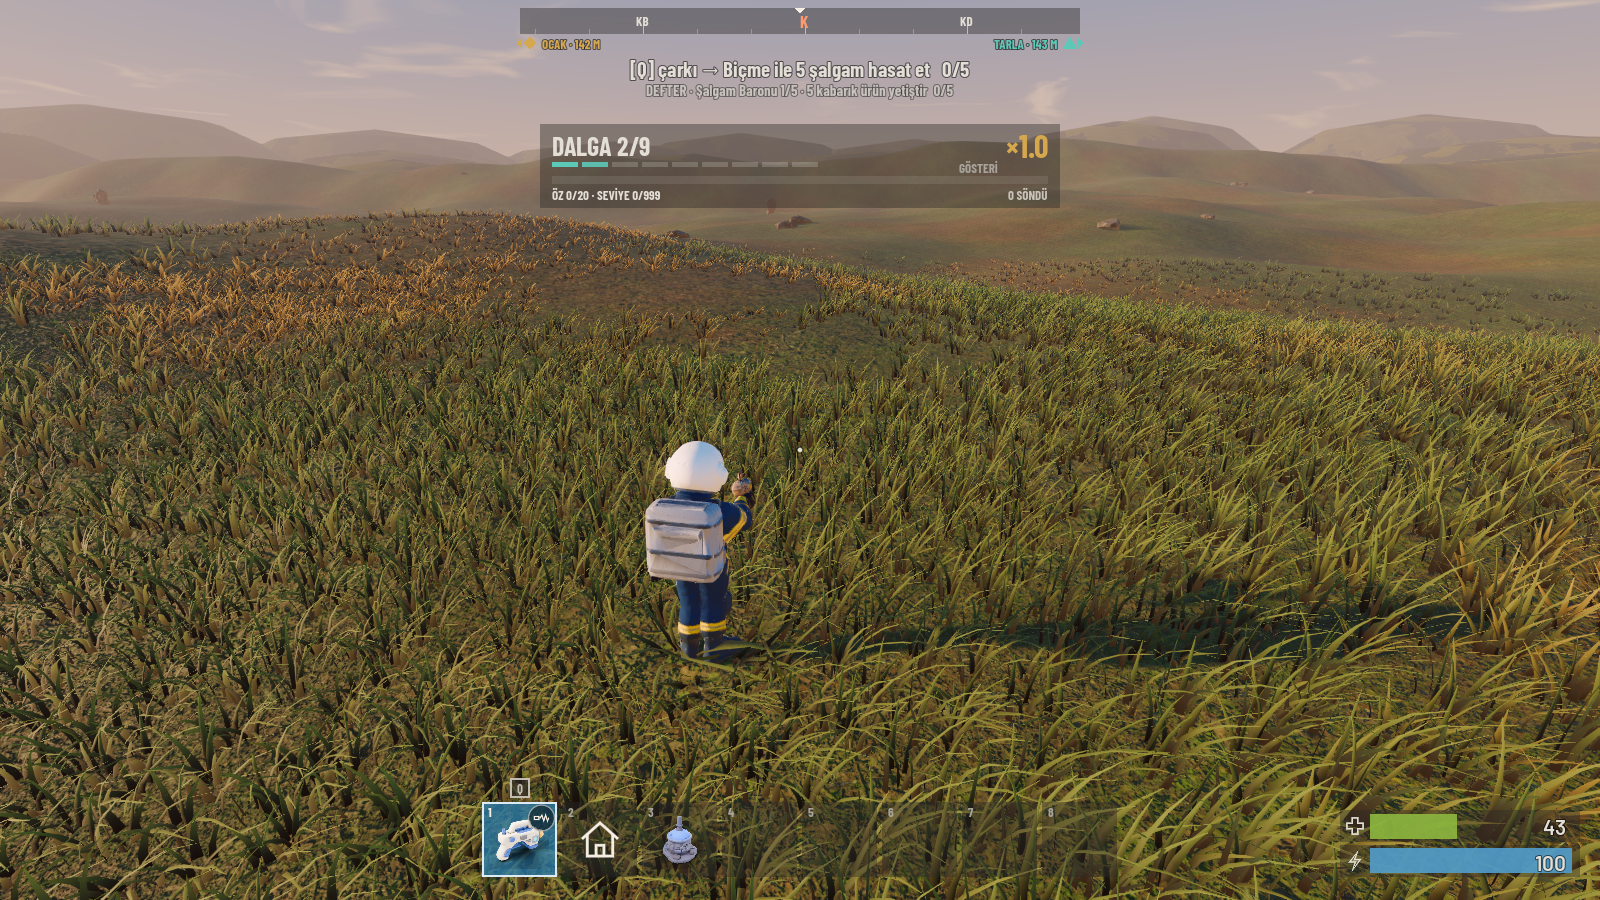 KB K KD
OCAK · 142 M
TARLA · 143 M
[Q] çarkı → Biçme ile 5 şalgam hasat et 0/5
DEFTER · Şalgam Baronu 1/5 · 5 kabarık ürün yetiştir 0/5
DALGA 2/9
×1.0
GÖSTERİ
ÖZ 0/20 · SEVİYE 0/999
0 SÖNDÜ
Q
1 2 3 4 5 6 7 8
43
100